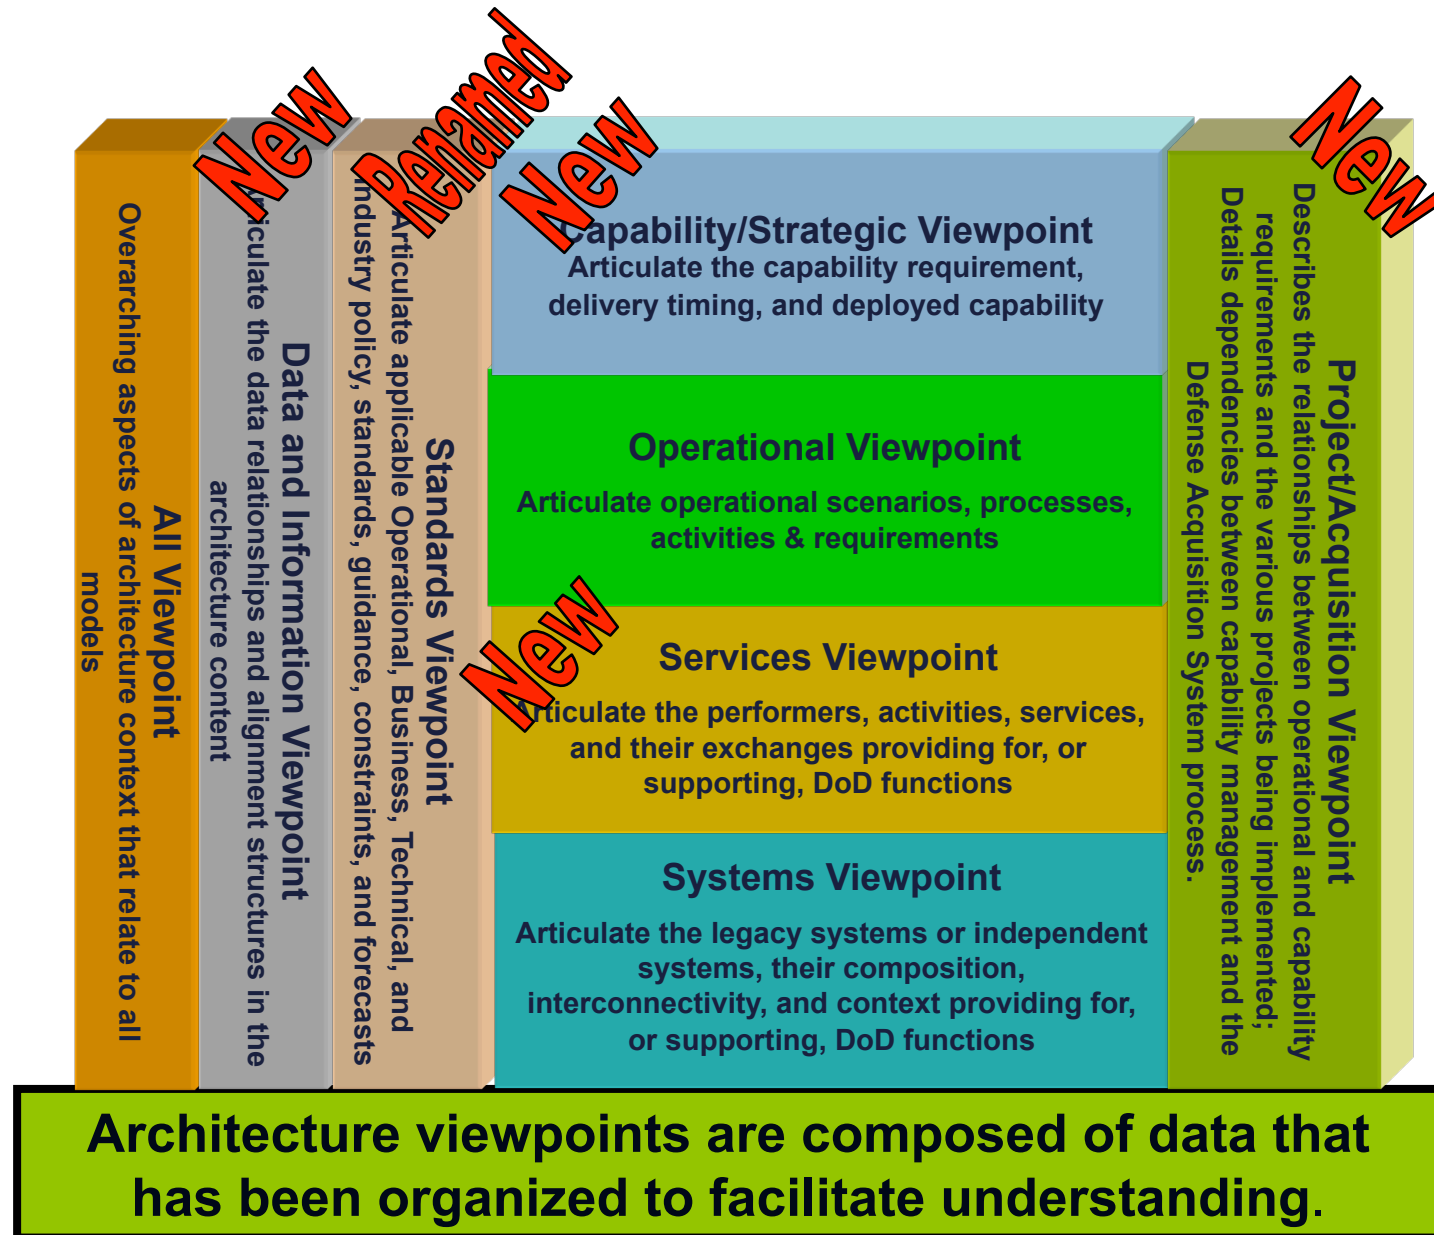 New
Renamed
New
New
All Viewpoint
Overarching aspects of architecture context that relate to all
models
Data and Information Viewpoint
Articulate the data relationships and alignment structures in the
architecture content
Standards Viewpoint
Articulate applicable Operational, Business, Technical, and
Industry policy, standards, guidance, constraints, and forecasts
Capability/Strategic Viewpoint
Articulate the capability requirement,
delivery timing, and deployed capability
Operational Viewpoint
Articulate operational scenarios, processes,
activities & requirements
New
Services Viewpoint
Articulate the performers, activities, services,
and their exchanges providing for, or
supporting, DoD functions
Systems Viewpoint
Articulate the legacy systems or independent
systems, their composition,
interconnectivity, and context providing for,
or supporting, DoD functions
Project/Acquisition Viewpoint
Describes the relationships between operational and capability
requirements and the various projects being implemented;
Details dependencies between capability management and the
Defense Acquisition System process.
Architecture viewpoints are composed of data that
has been organized to facilitate understanding.